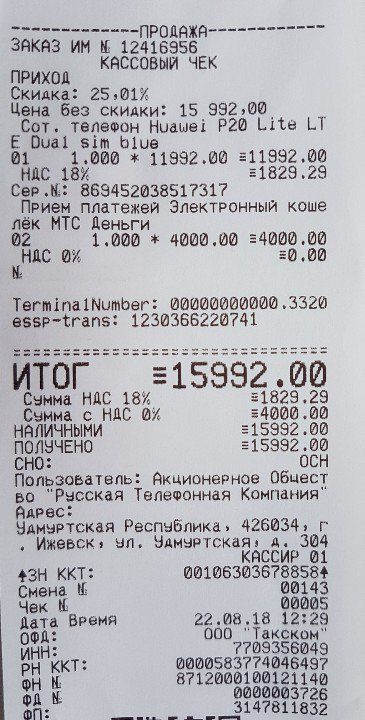 ---------------ПРОДАЖА---------------
ЗАКАЗ ИМ № 12416956
КАССОВЫЙ ЧЕК
ПРИХОД
Скидка: 25,01%
Цена без скидки: 15 992,00
Сот. телефон Huawei P20 Lite LT
E Dual sim blue
01 1.000 * 11992.00 ≡11992.00
НДС 18% ≡1829.29
Сер.№: 869452038517317
Прием платежей Электронный коше
лёк МТС Деньги
02 1.000 * 4000.00 ≡4000.00
НДС 0% ≡0.00
№
TerminalNumber: 00000000000.3320
essp-trans: 1230366220741
================================
ИТОГ ≡15992.00
Сумма НДС 18% ≡1829.29
Сумма с НДС 0% ≡4000.00
НАЛИЧНЫМИ ≡15992.00
ПОЛУЧЕНО ≡15992.00
СНО: ОСН
Пользователь: Акционерное Общест
во "Русская Телефонная Компания"
Адрес:
Удмуртская Республика, 426034, г
. Ижевск, ул. Удмуртская, д. 304
КАССИР 01
↑ЗН ККТ: 00106303678858↑
Смена № 00143
Чек № 00005
Дата Время 22.08.18 12:29
ОФД: ООО "Такском"
ИНН: 7709356049
РН ККТ: 0000583774046497
ФН № 8712000100121140
ФД № 0000003726
ФП: 3147811832